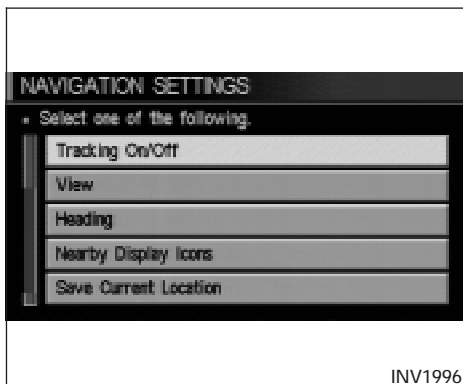 NAVIGATION SETTINGS
Select one of the following.
Tracking On/Off
View
Heading
Nearby Display Icons
Save Current Location
INV1996